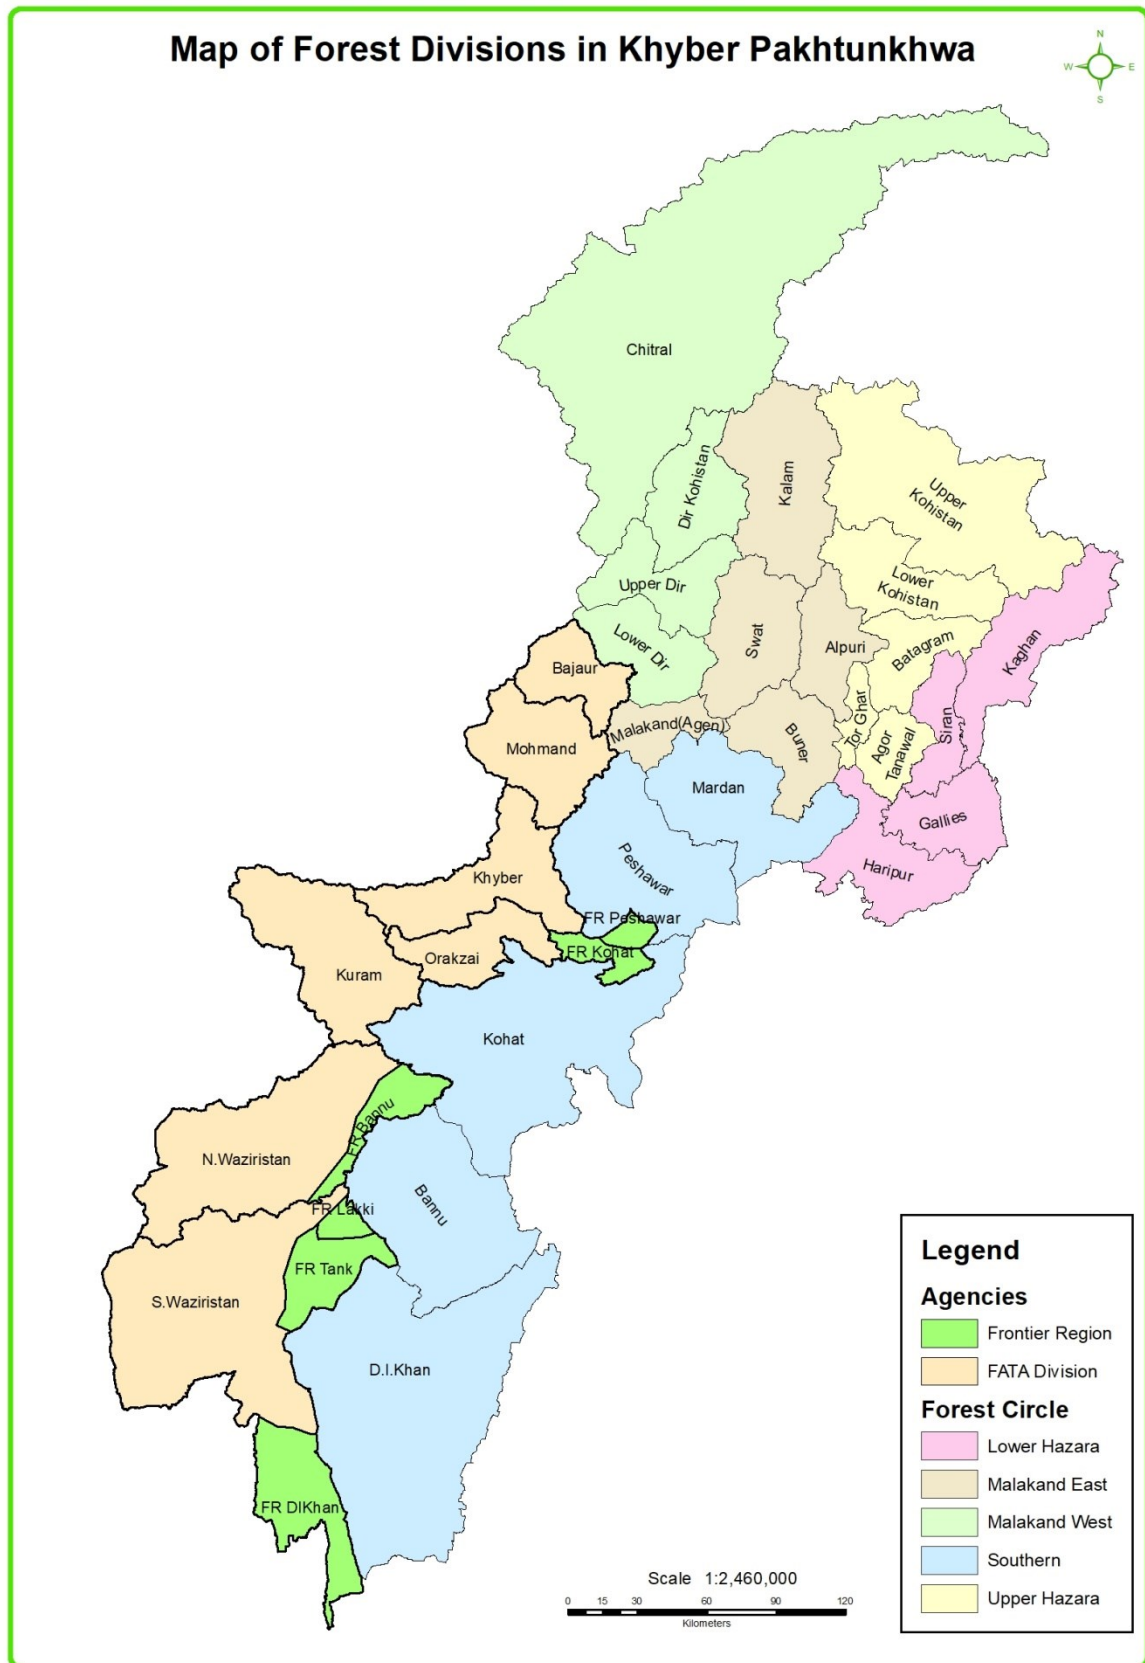 Map of Forest Divisions in Khyber Pakhtunkhwa
N
W
E
S
Chitral
Dir Kohistan
Kalam
Upper
Kohistan
Upper Dir
Lower
Kohistan
Lower Dir
Swat
Alpuri
Batagram
Kaghan
Bajaur
Siran
Tor Ghar
Agor
Tanawal
Malakand(Agen)
Buner
Mohmand
Mardan
Gallies
Haripur
Peshawar
Khyber
FR Peshawar
FR Kohat
Orakzai
Kuram
Kohat
FR Bannu
N.Waziristan
Bannu
FR Lakki
FR Tank
S.Waziristan
D.I.Khan
FR DIKhan
Legend
Agencies
Frontier Region
FATA Division
Forest Circle
Lower Hazara
Malakand East
Malakand West
Southern
Upper Hazara
Scale 1:2,460,000
0 15 30 60 90 120
Kilometers